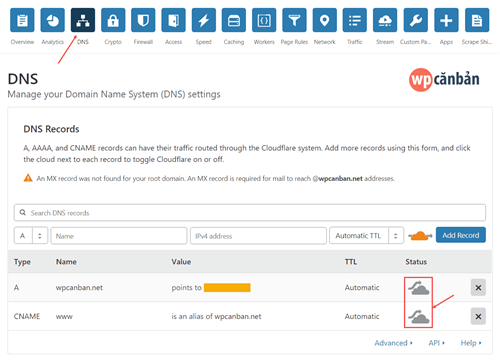 Overview Analytics DNS Crypto Firewall Access Speed Caching Workers Page Rules Network Traffic Stream Custom Pa... Apps Scrape Shi...
DNS
Manage your Domain Name System (DNS) settings
wpcănbản
DNS Records
A, AAAA, and CNAME records can have their traffic routed through the Cloudflare system. Add more records using this form, and click
the cloud next to each record to toggle Cloudflare on or off.
An MX record was not found for your root domain. An MX record is required for mail to reach @wpcanban.net addresses.
Search DNS records
A Name IPv4 address Automatic TTL Add Record
Type Name Value TTL Status
A wpcanban.net points to Automatic
CNAME www is an alias of wpcanban.net Automatic
Advanced API Help